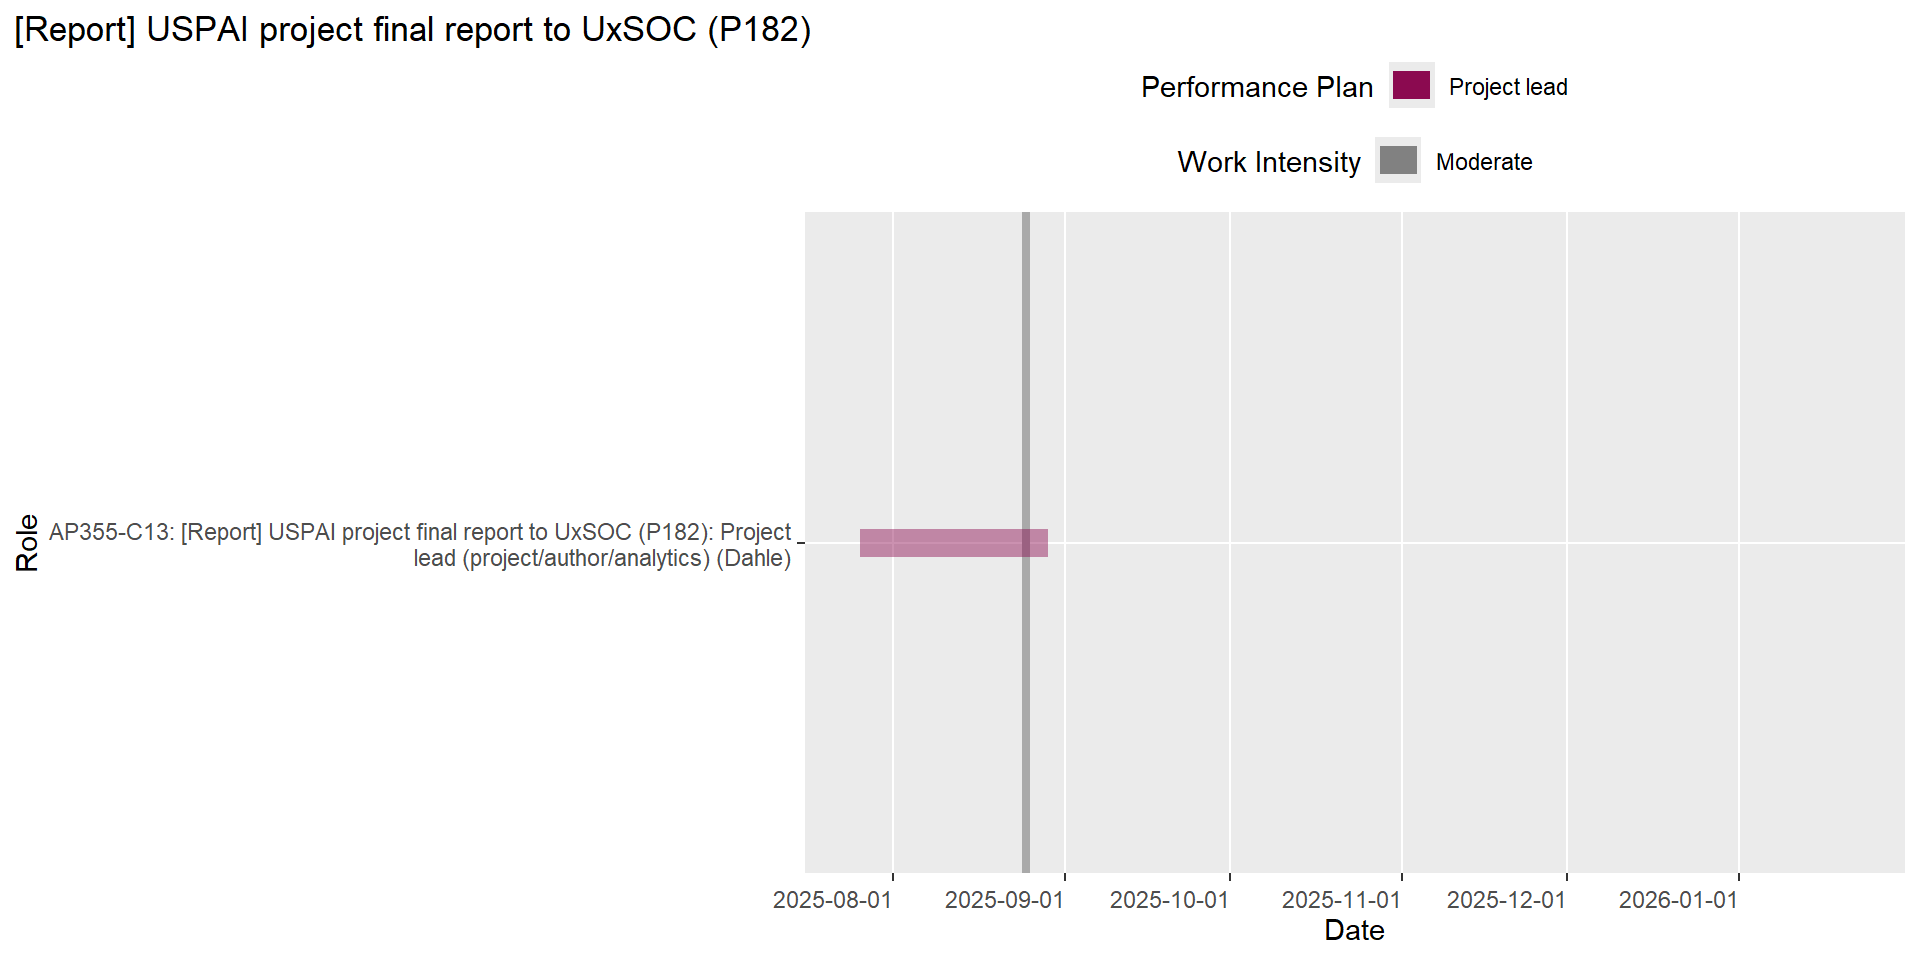 [Report] USPAI project final report to UxSOC (P182)
Performance Plan
Project lead
Work Intensity
Moderate
Role
AP355-C13: [Report] USPAI project final report to UxSOC (P182): Project
lead (project/author/analytics) (Dahle)
2025-08-01
2025-09-01
2025-10-01
2025-11-01
2025-12-01
2026-01-01
Date